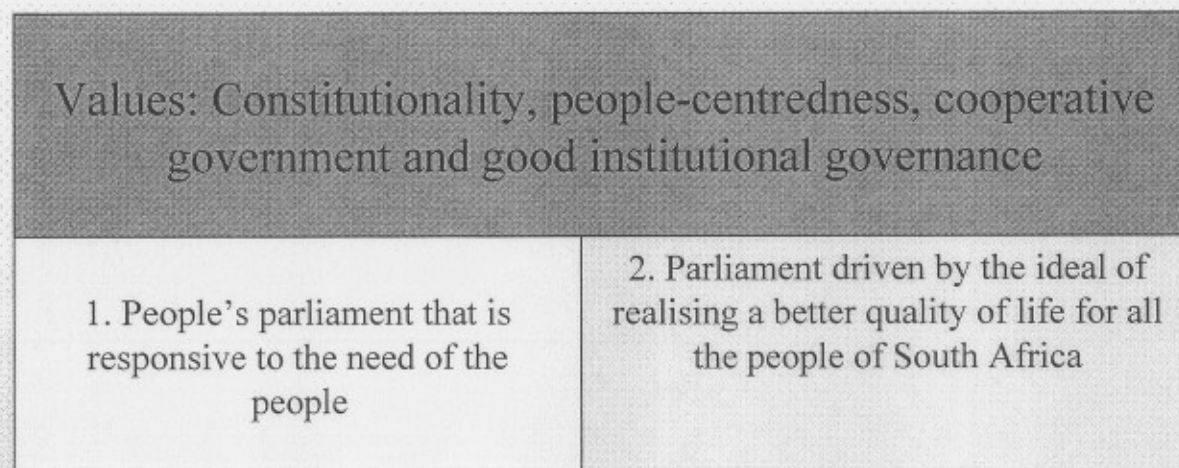 Values: Constitutionality, people-centredness, cooperative
government and good institutional governance
1. People's parliament that is
responsive to the need of the
people
2. Parliament driven by the ideal of
realising a better quality of life for all
the people of South Africa